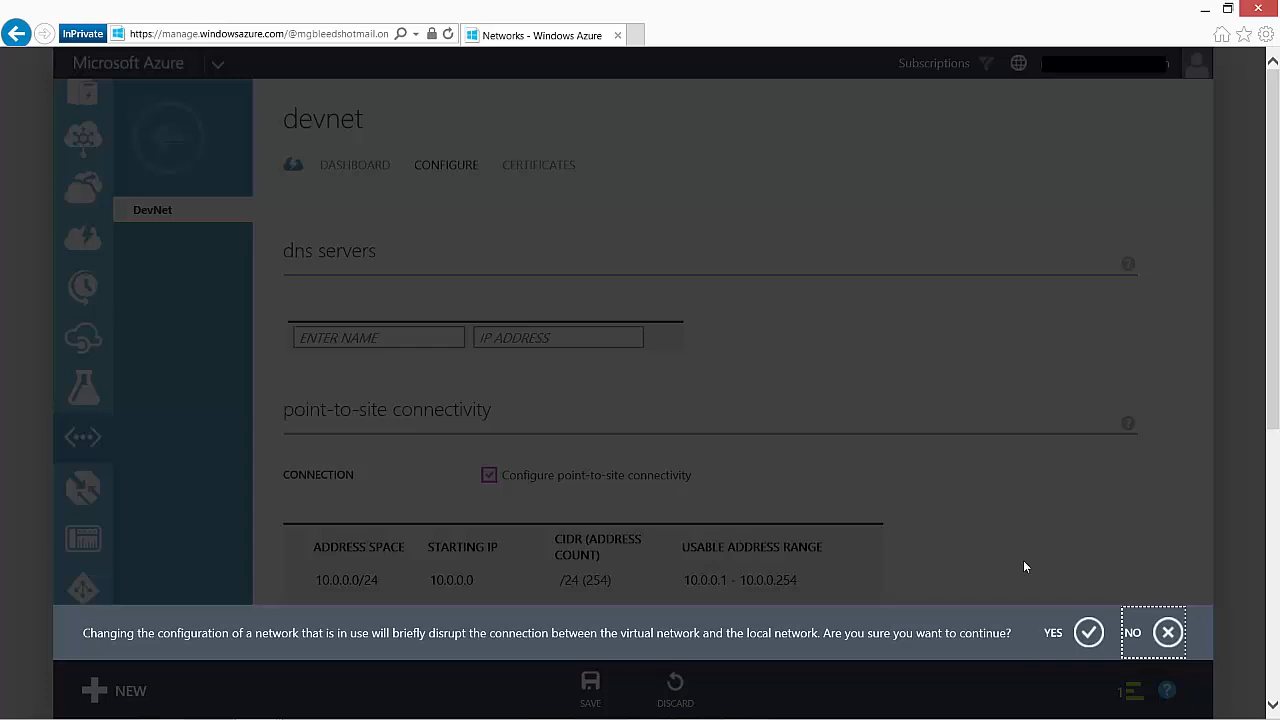 InPrivate
https://manage.windowsazure.com/@mgbleedshotmail.on
Networks - Windows Azure
Microsoft Azure
Subscriptions
devnet
DASHBOARD
CONFIGURE
CERTIFICATES
DevNet
dns servers
?
ENTER NAME
IP ADDRESS
point-to-site connectivity
?
CONNECTION
Configure point-to-site connectivity
ADDRESS SPACE
STARTING IP
CIDR (ADDRESS
COUNT)
USABLE ADDRESS RANGE
10.0.0.0/24
10.0.0.0
/24 (254)
10.0.0.1 - 10.0.0.254
Changing the configuration of a network that is in use will briefly disrupt the connection between the virtual network and the local network. Are you sure you want to continue?
YES
NO
NEW
SAVE
DISCARD
1
?